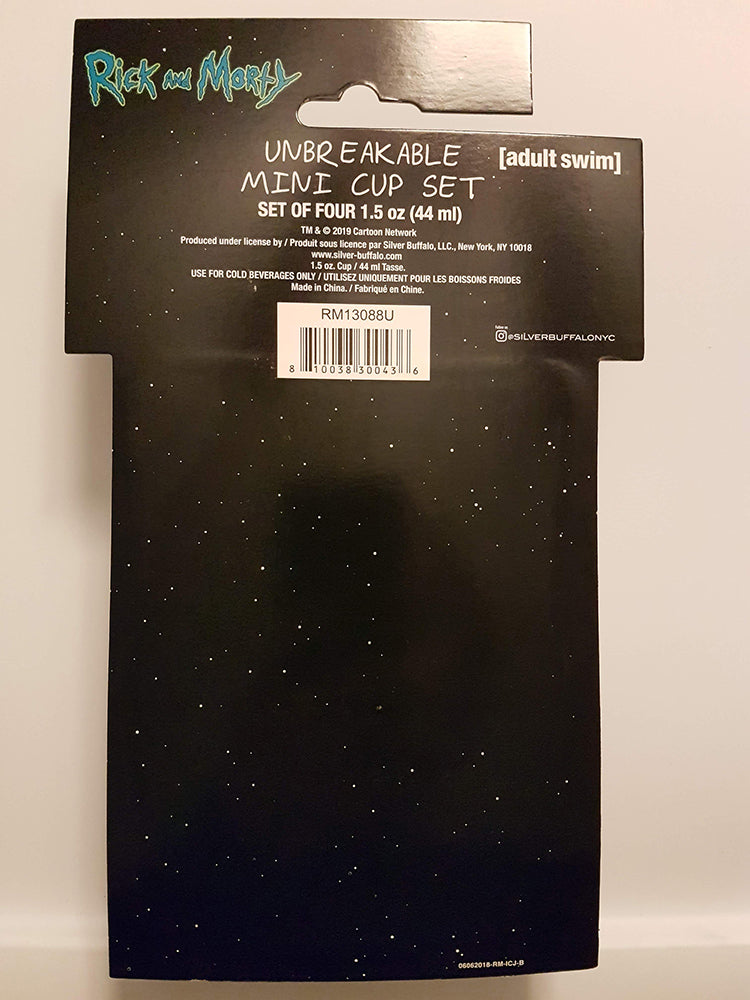 Rick and Morty
UNBREAKABLE
MINI CUP SET
[adult swim]
SET OF FOUR 1.5 oz (44 ml)
TM & © 2019 Cartoon Network
Produced under license by / Produit sous licence par Silver Buffalo, LLC., New York, NY 10018
www.silver-buffalo.com
1.5 oz. Cup / 44 ml Tasse.
USE FOR COLD BEVERAGES ONLY / UTILISEZ UNIQUEMENT POUR LES BOISSONS FROIDES
Made in China. / Fabriqué en Chine.
RM13088U
8 10038 30043 6
follow us
@SILVERBUFFALONYC
06062018-RM-ICJ-B